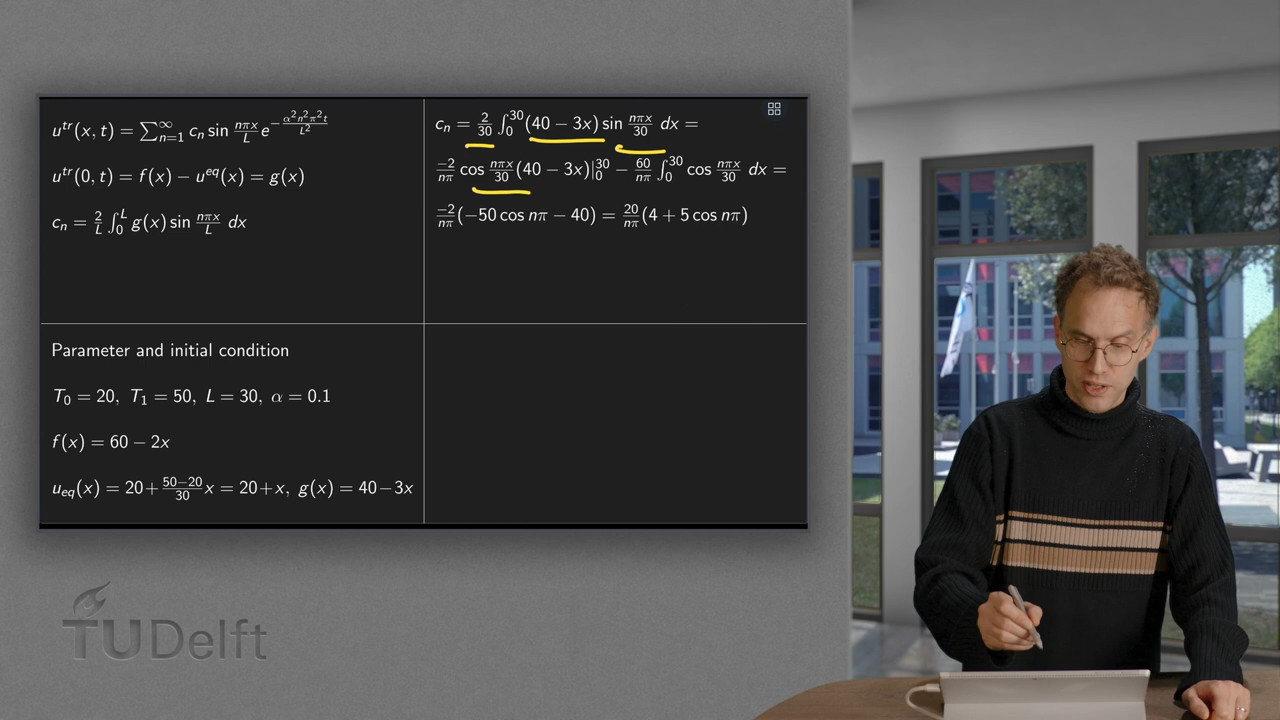 u^{tr}(x, t) = \sum_{n=1}^{\infty} c_n \sin \frac{n\pi x}{L} e^{-\frac{\alpha^2 n^2 \pi^2 t}{L^2}}
u^{tr}(0, t) = f(x) − u^{eq}(x) = g(x)
c_n = \frac{2}{L} \int_0^L g(x) \sin \frac{n\pi x}{L} dx
c_n = \frac{2}{30} \int_0^{30} (40 − 3x) \sin \frac{n\pi x}{30} dx =
\frac{-2}{n\pi} \cos \frac{n\pi x}{30} (40 − 3x)|_0^{30} − \frac{60}{n\pi} \int_0^{30} \cos \frac{n\pi x}{30} dx =
\frac{-2}{n\pi} (−50 \cos n\pi − 40) = \frac{20}{n\pi} (4 + 5 \cos n\pi)
Parameter and initial condition
T_0 = 20, T_1 = 50, L = 30, α = 0.1
f(x) = 60 − 2x
u_{eq}(x) = 20 + \frac{50−20}{30} x = 20 + x, g(x) = 40 − 3x
TUDelft